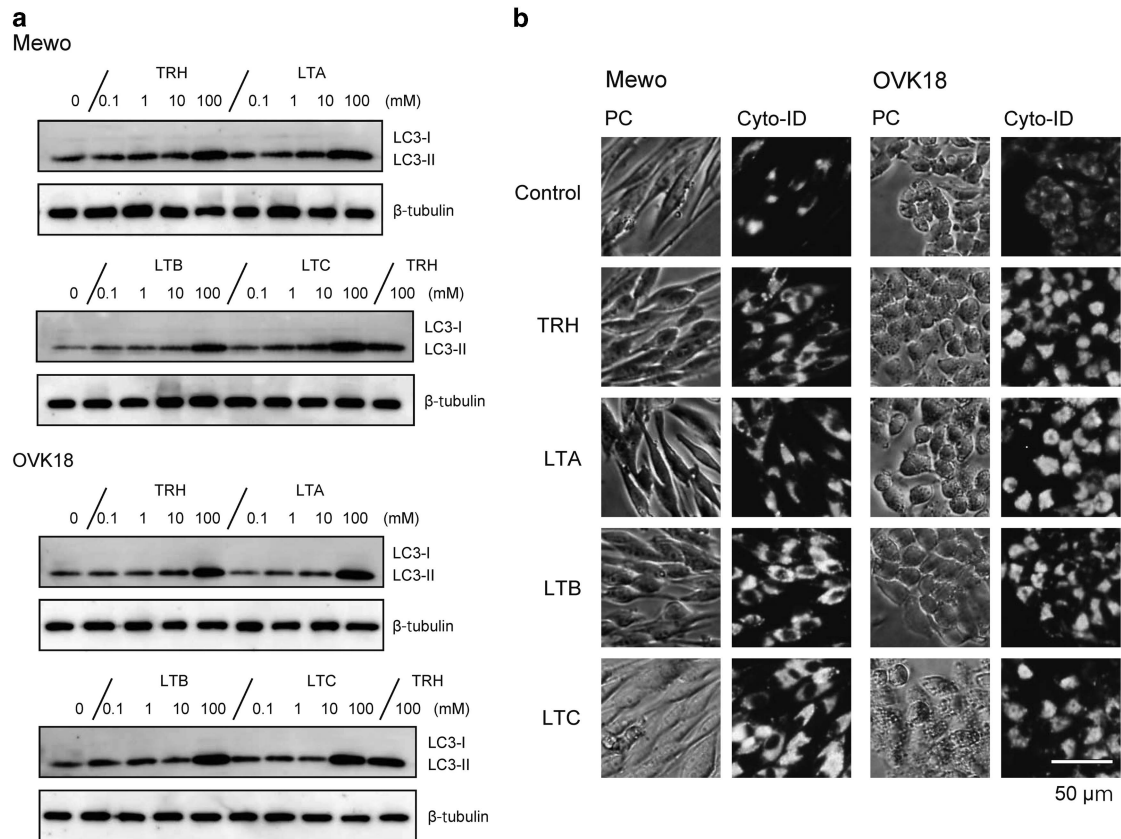 a
Mewo
TRH LTA
0 0.1 1 10 100 0.1 1 10 100 (mM)
LC3-I
LC3-II
β-tubulin
LTB LTC TRH
0 0.1 1 10 100 0.1 1 10 100 100 (mM)
LC3-I
LC3-II
β-tubulin
OVK18
TRH LTA
0 0.1 1 10 100 0.1 1 10 100 (mM)
LC3-I
LC3-II
β-tubulin
LTB LTC TRH
0 0.1 1 10 100 0.1 1 10 100 100 (mM)
LC3-I
LC3-II
β-tubulin
b
Mewo OVK18
PC Cyto-ID PC Cyto-ID
Control
TRH
LTA
LTB
LTC
50 μm